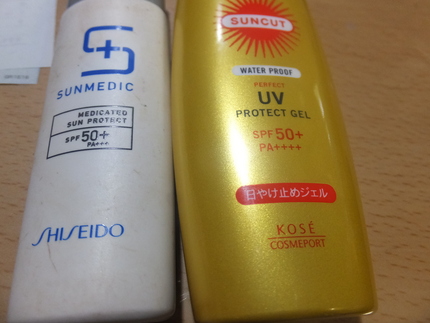 SUNMEDIC
MEDICATED
SUN PROTECT
SPF50+
PA+++
SHISEIDO
SUNCUT
WATER PROOF
PERFECT
UV
PROTECT GEL
SPF50+
PA++++
日やけ止めジェル
KOSÉ
COSMEPORT